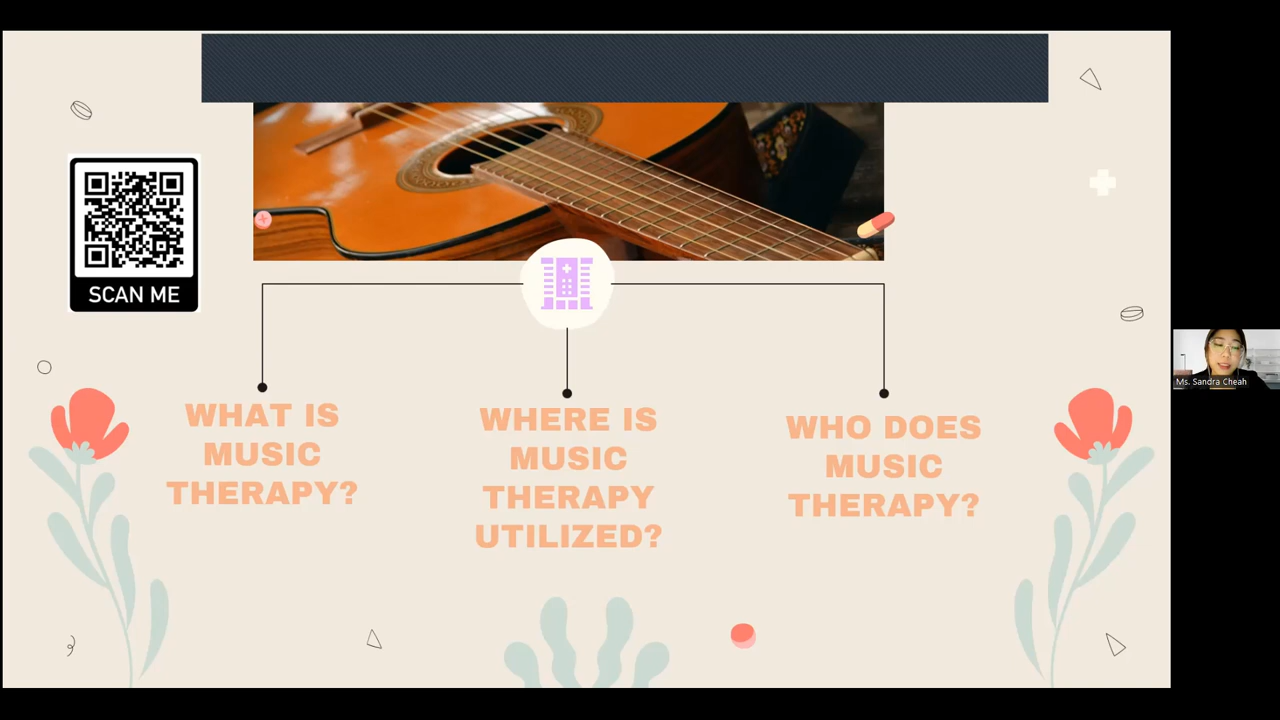 SCAN ME
WHAT IS
MUSIC
THERAPY?
WHERE IS
MUSIC
THERAPY
UTILIZED?
WHO DOES
MUSIC
THERAPY?
Ms. Sandra Cheah